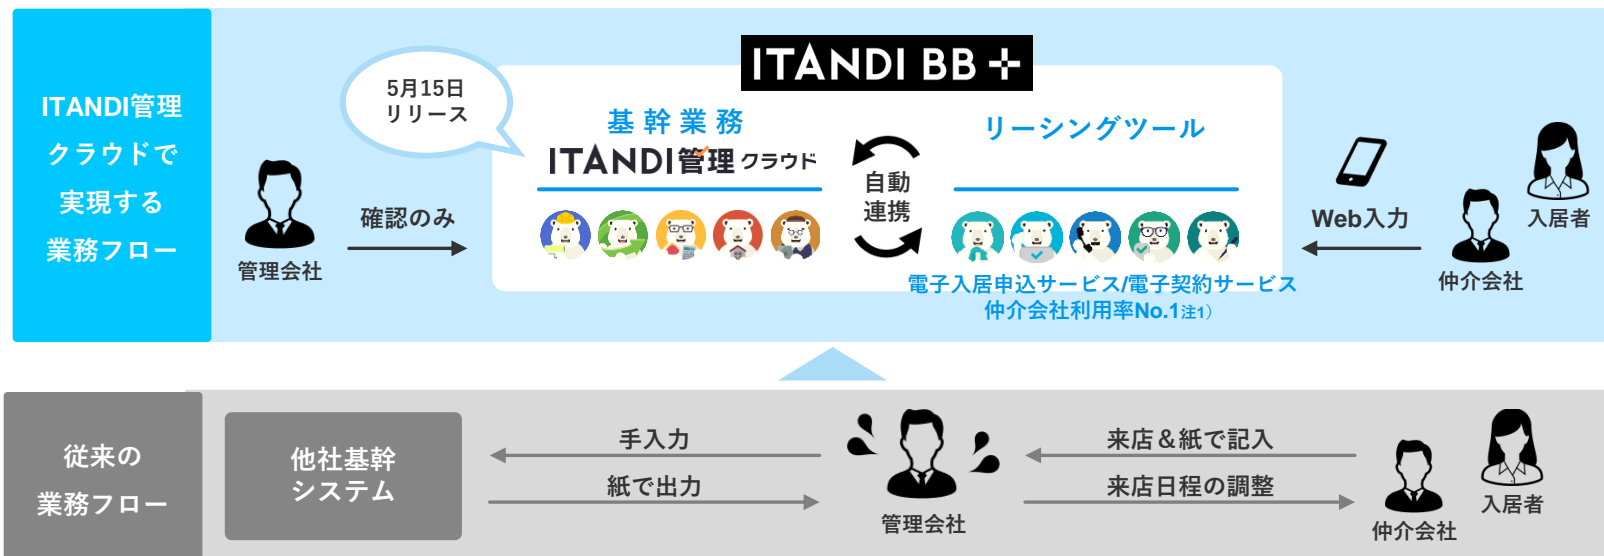 ITANDI管理
クラウドで
実現する
業務フロー
5月15日
リリース
管理会社
確認のみ
ITANDI BB +
基幹業務
ITANDI管理クラウド
自動
連携
リーシングツール
電子入居申込サービス/電子契約サービス
仲介会社利用率No.1注1）
Web入力
仲介会社
入居者
従来の
業務フロー
他社基幹
システム
手入力
紙で出力
管理会社
来店＆紙で記入
来店日程の調整
仲介会社
入居者